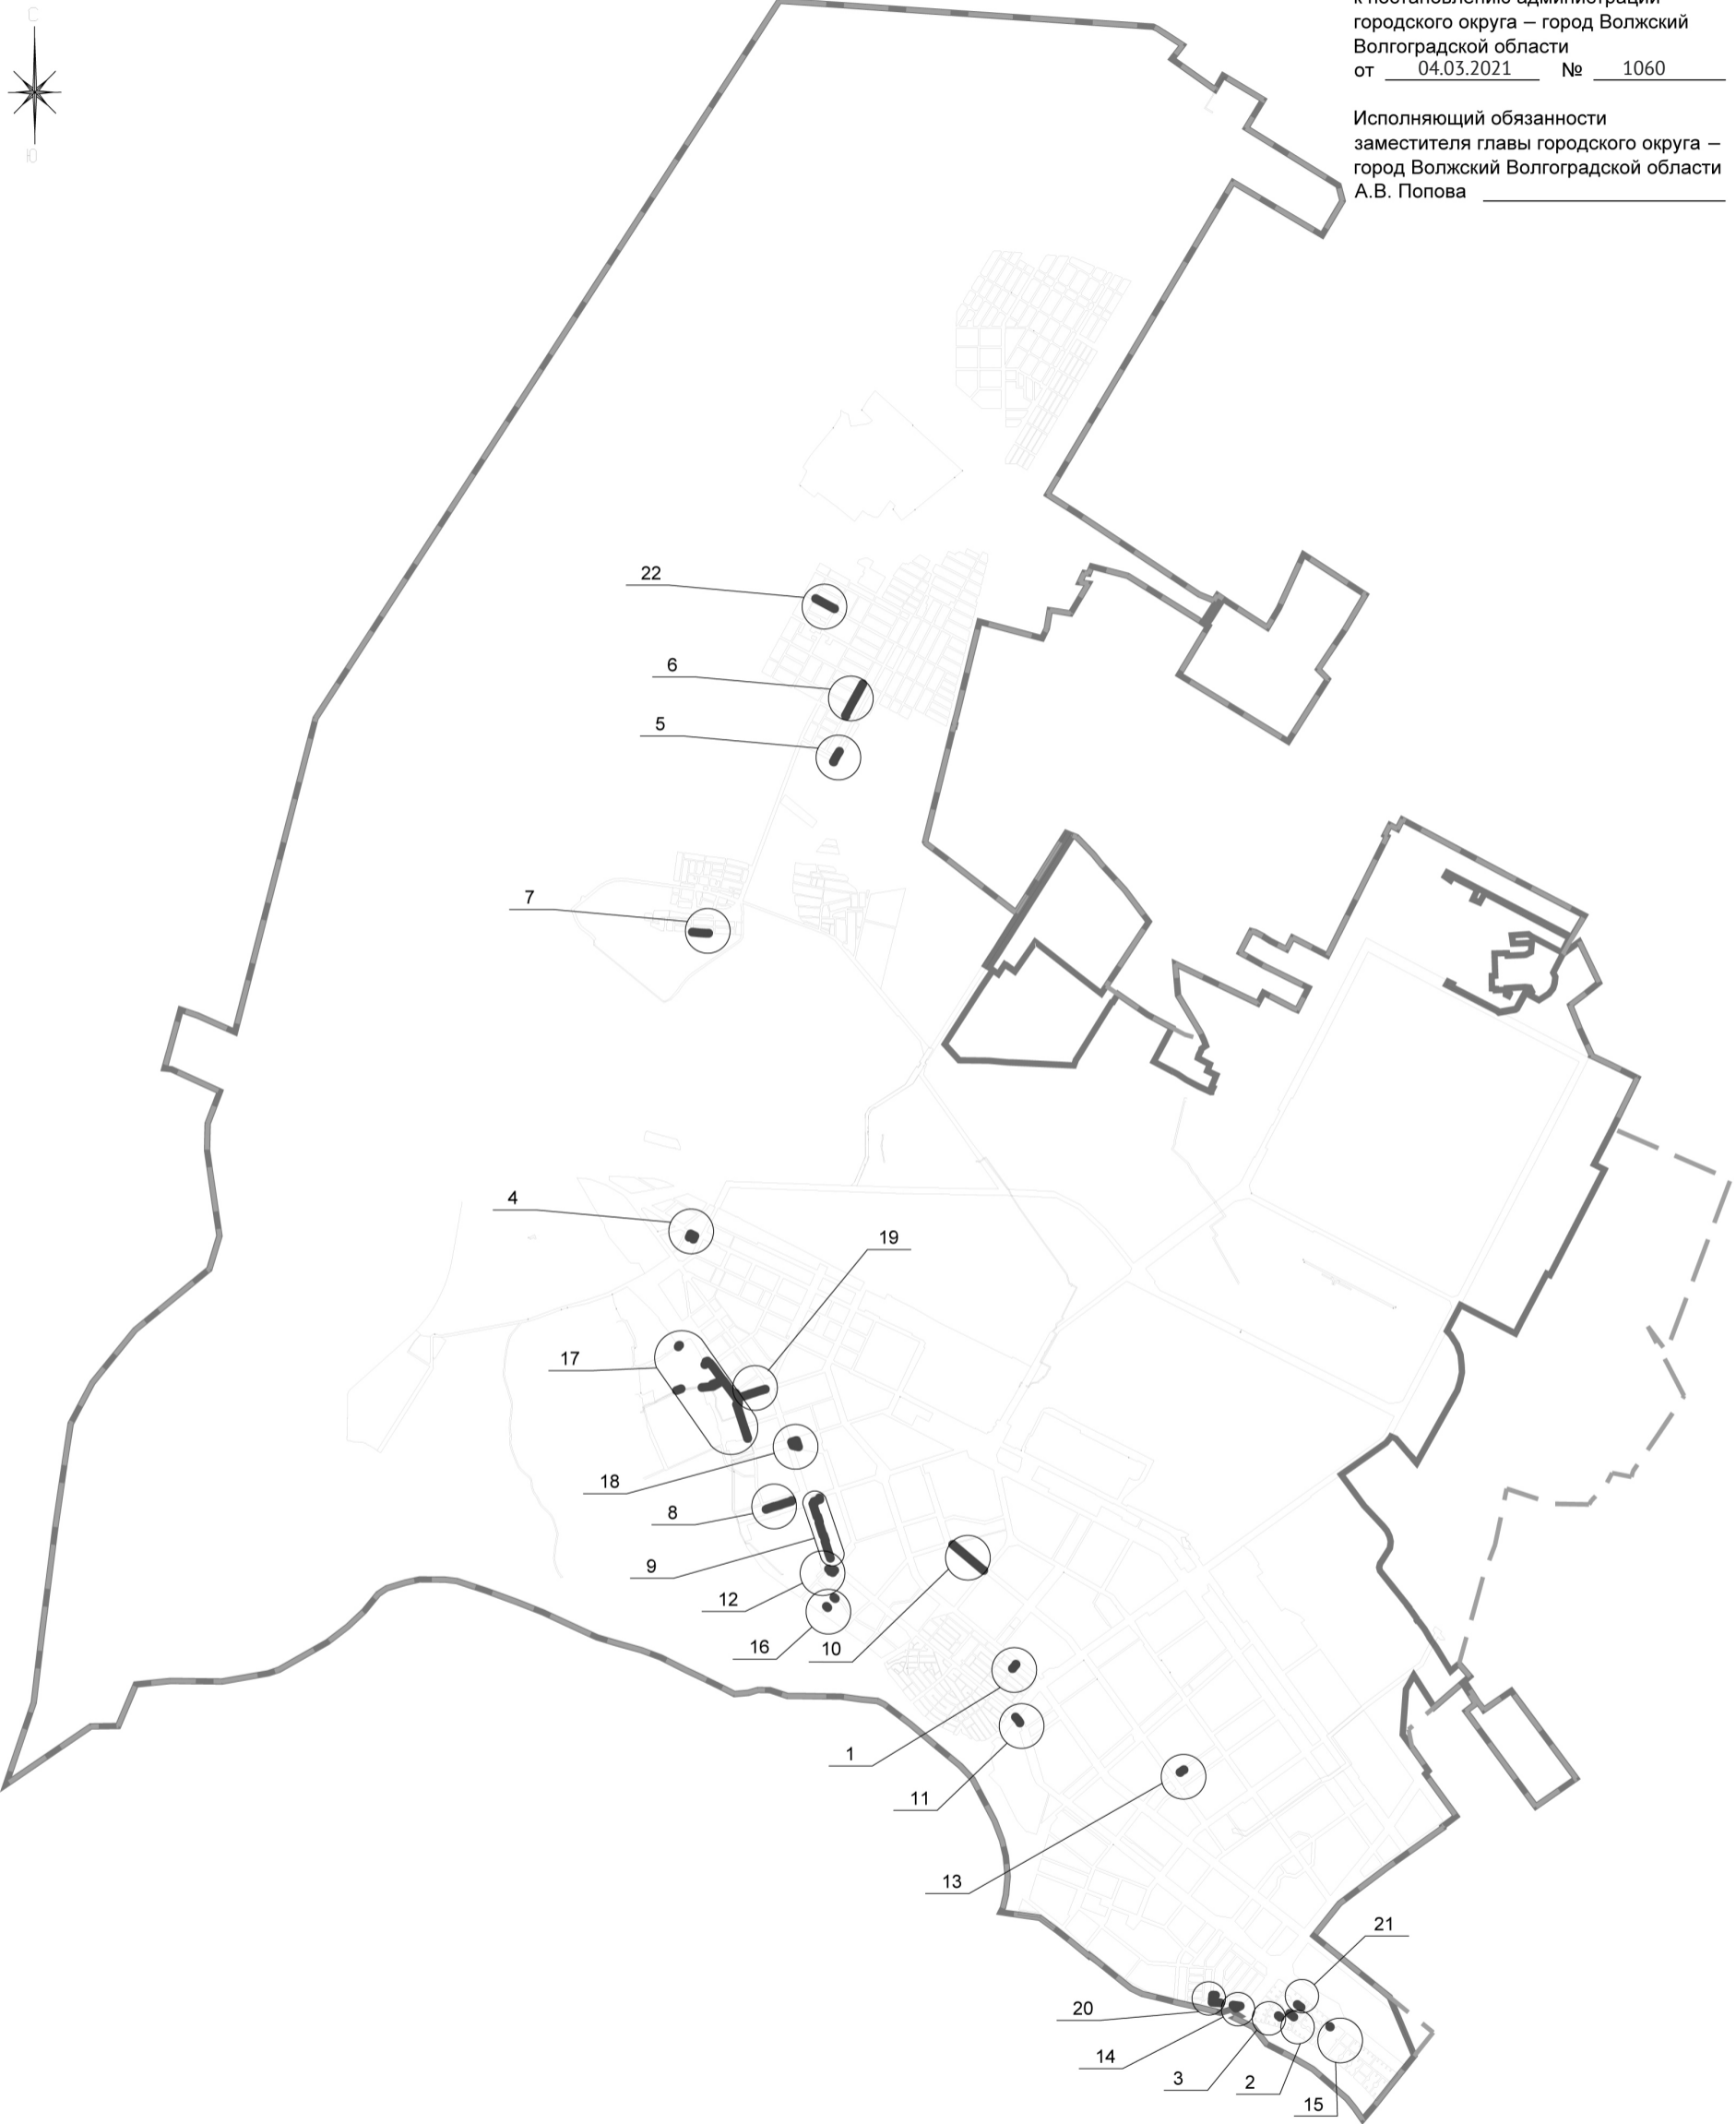 С
Ю
к постановлению администрации
городского округа – город Волжский
Волгоградской области
от 04.03.2021 № 1060
Исполняющий обязанности
заместителя главы городского округа –
город Волжский Волгоградской области
А.В. Попова
22
6
5
7
4
19
17
18
8
9
12
16
10
1
11
13
21
20
14
3
2
15